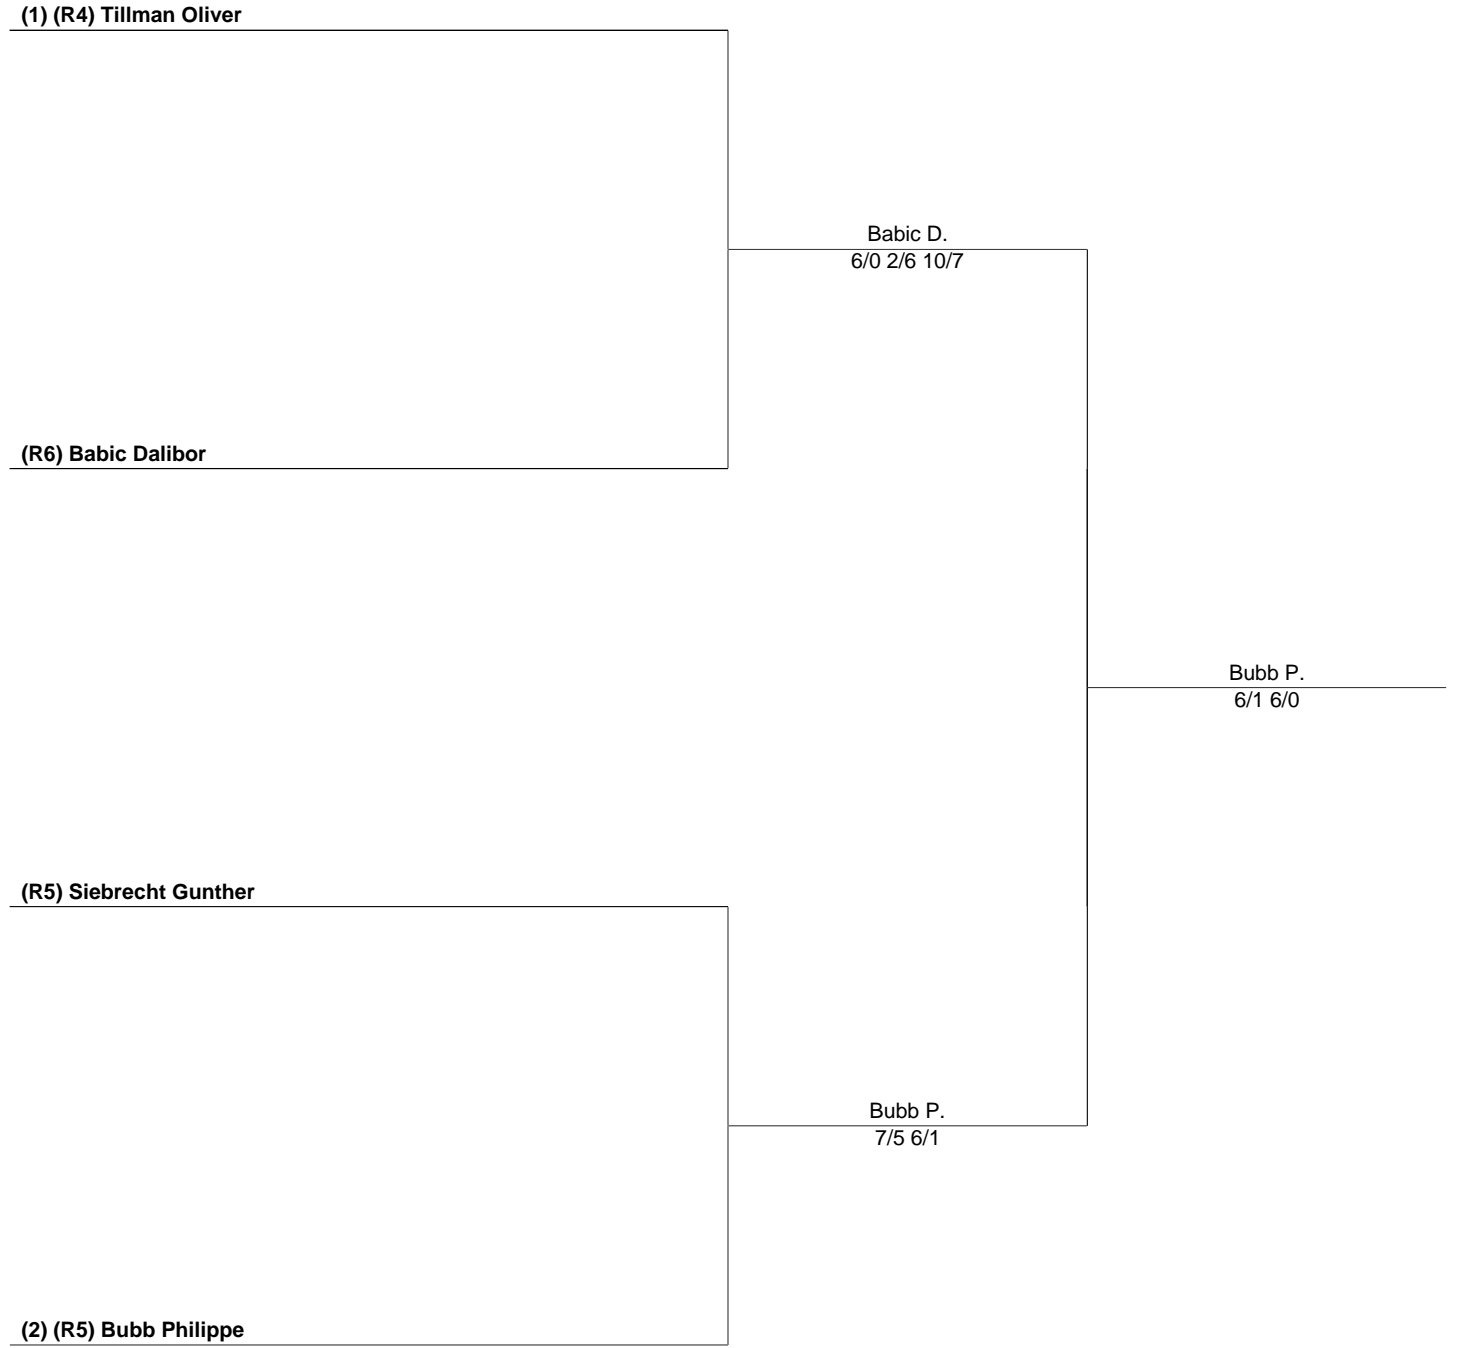 (1) (R4) Tillman Oliver
Babic D.
6/0 2/6 10/7
(R6) Babic Dalibor
Bubb P.
6/1 6/0
(R5) Siebrecht Gunther
Bubb P.
7/5 6/1
(2) (R5) Bubb Philippe